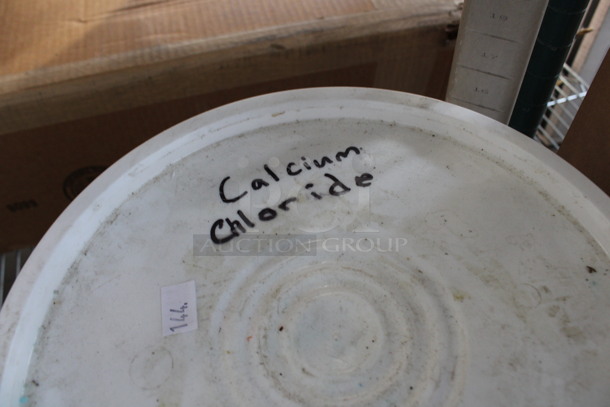 Calcium
Chloride
AUCTION GROUP
144.